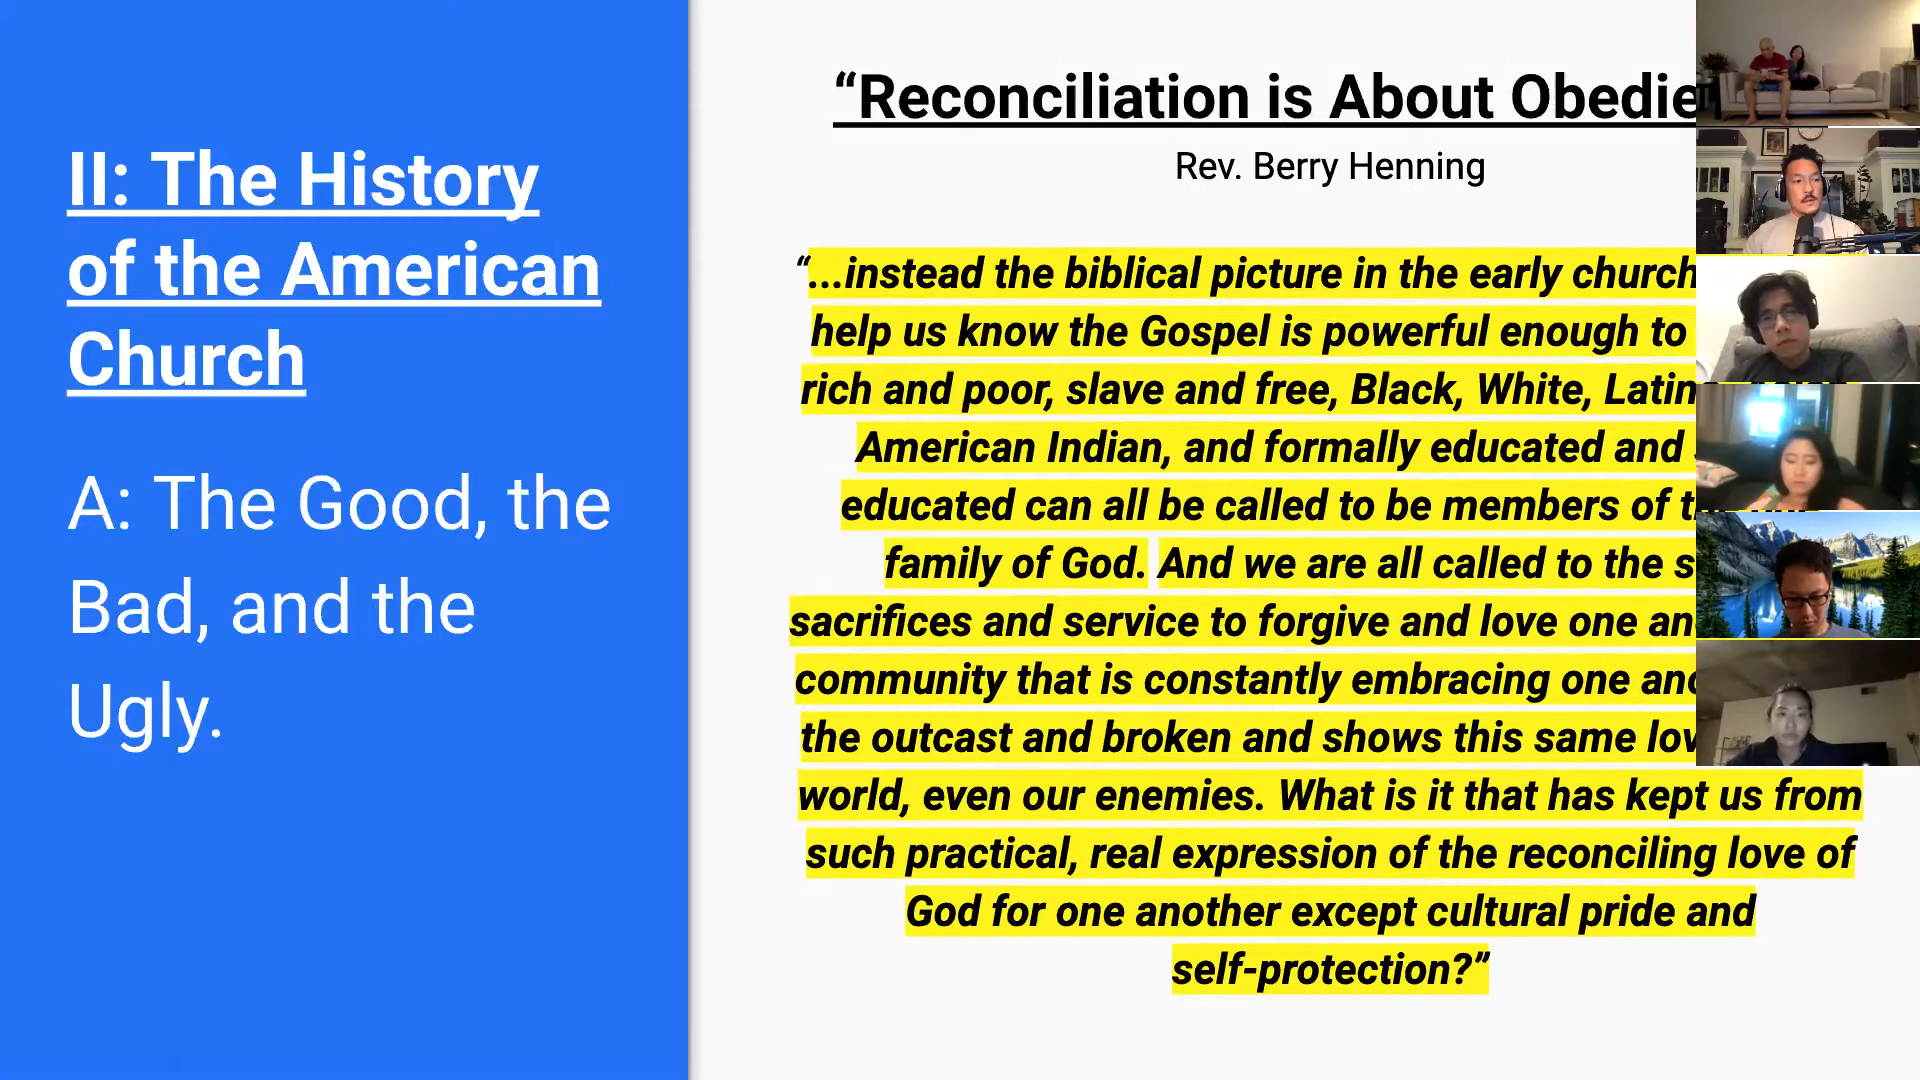 II: The History
of the American
Church
A: The Good, the
Bad, and the
Ugly.
“Reconciliation is About
Rev. Berry Henning
“...instead the biblical picture in the early church
help us know the Gospel is powerful enough to
rich and poor, slave and free, Black, White,
American Indian, and formally educated and
educated can all be called to be members of
family of God. And we are all called to the
sacrifices and service to forgive and love one
community that is constantly embracing one
the outcast and broken and shows this same
world, even our enemies. What is it that has kept us from
such practical, real expression of the reconciling love of
God for one another except cultural pride and
self-protection?”